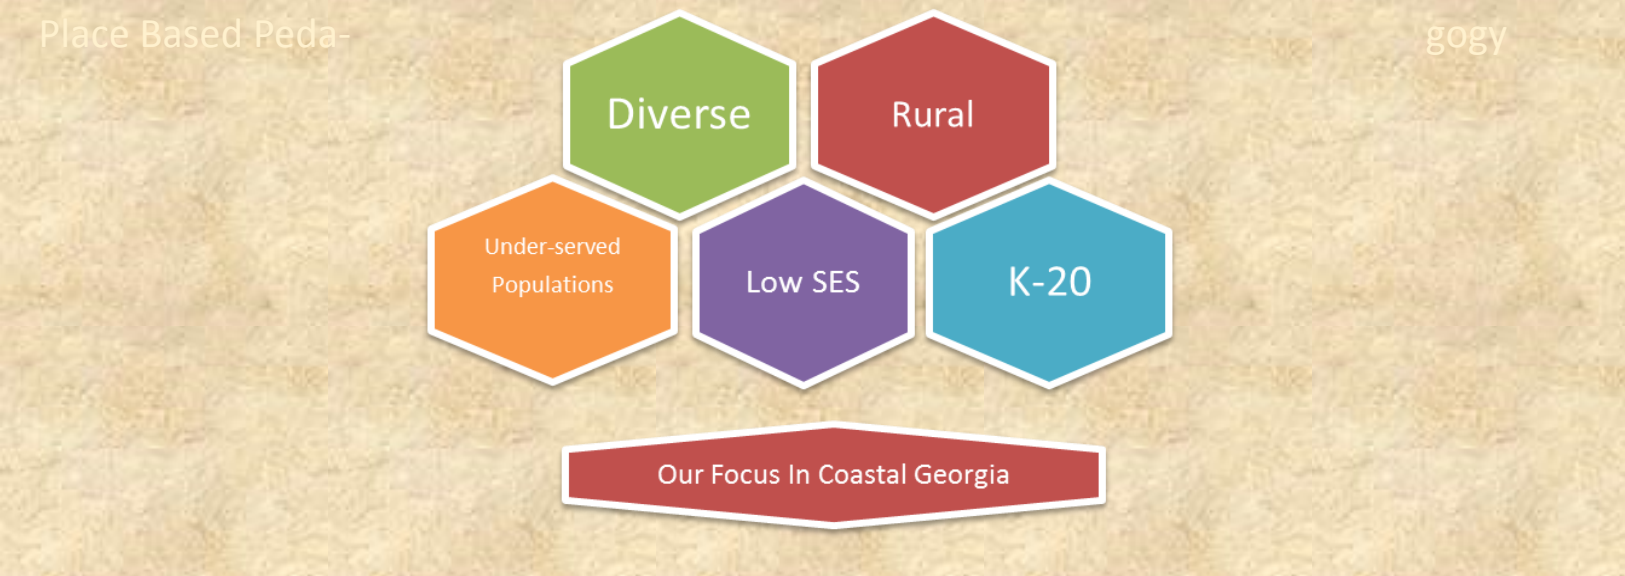 Place Based Peda-
gogy
Diverse
Rural
Under-served
Populations
Low SES
K-20
Our Focus In Coastal Georgia